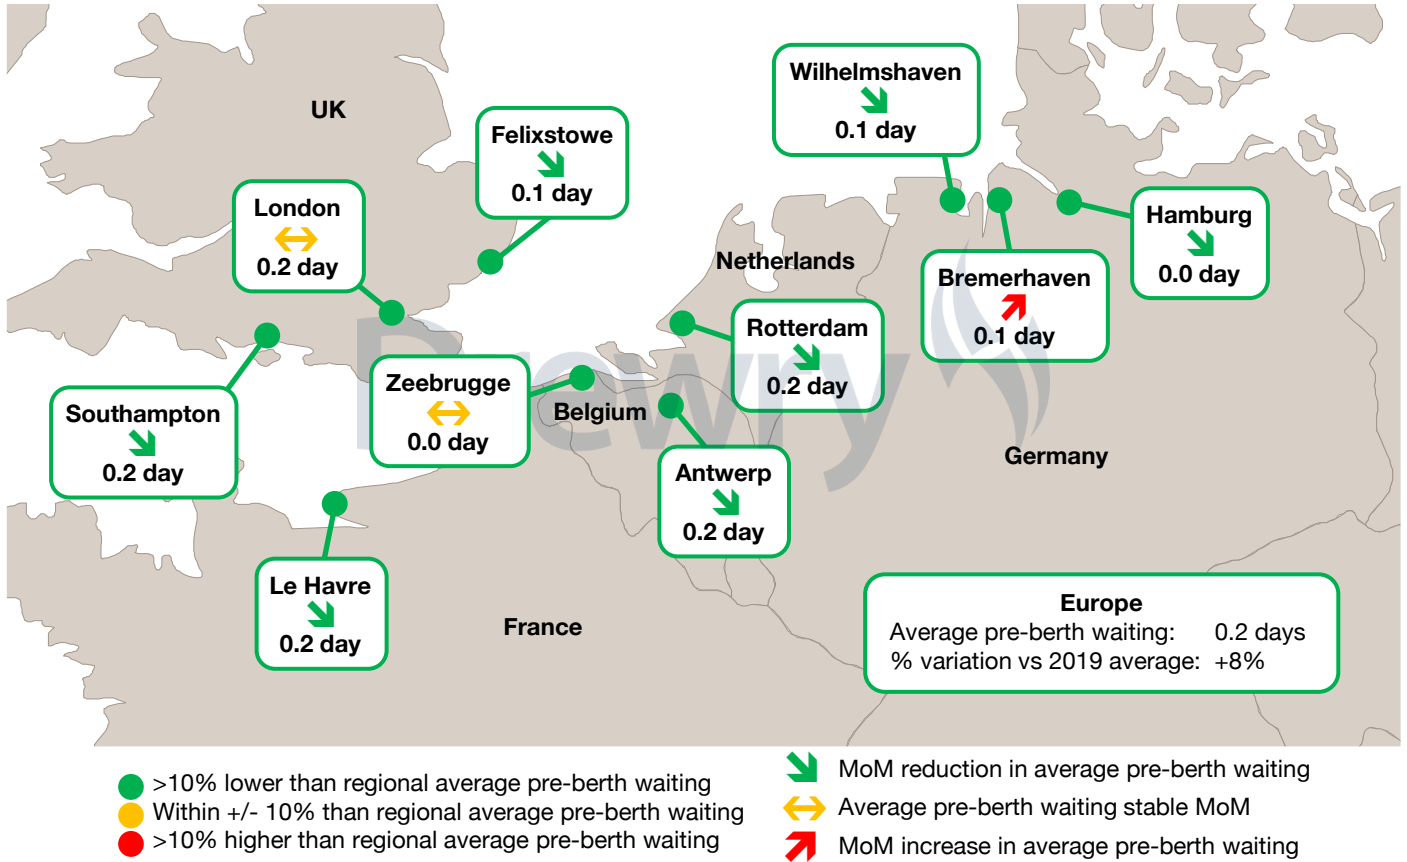 Wilhelmshaven
0.1 day
UK
Felixstowe
0.1 day
London
0.2 day
Hamburg
0.0 day
Netherlands
Bremerhaven
0.1 day
Rotterdam
0.2 day
Drewry
Zeebrugge
0.0 day
Belgium
Southampton
0.2 day
Germany
Antwerp
0.2 day
Le Havre
0.2 day
France
Europe
Average pre-berth waiting: 0.2 days
% variation vs 2019 average: +8%
>10% lower than regional average pre-berth waiting
Within +/- 10% than regional average pre-berth waiting
>10% higher than regional average pre-berth waiting
MoM reduction in average pre-berth waiting
Average pre-berth waiting stable MoM
MoM increase in average pre-berth waiting